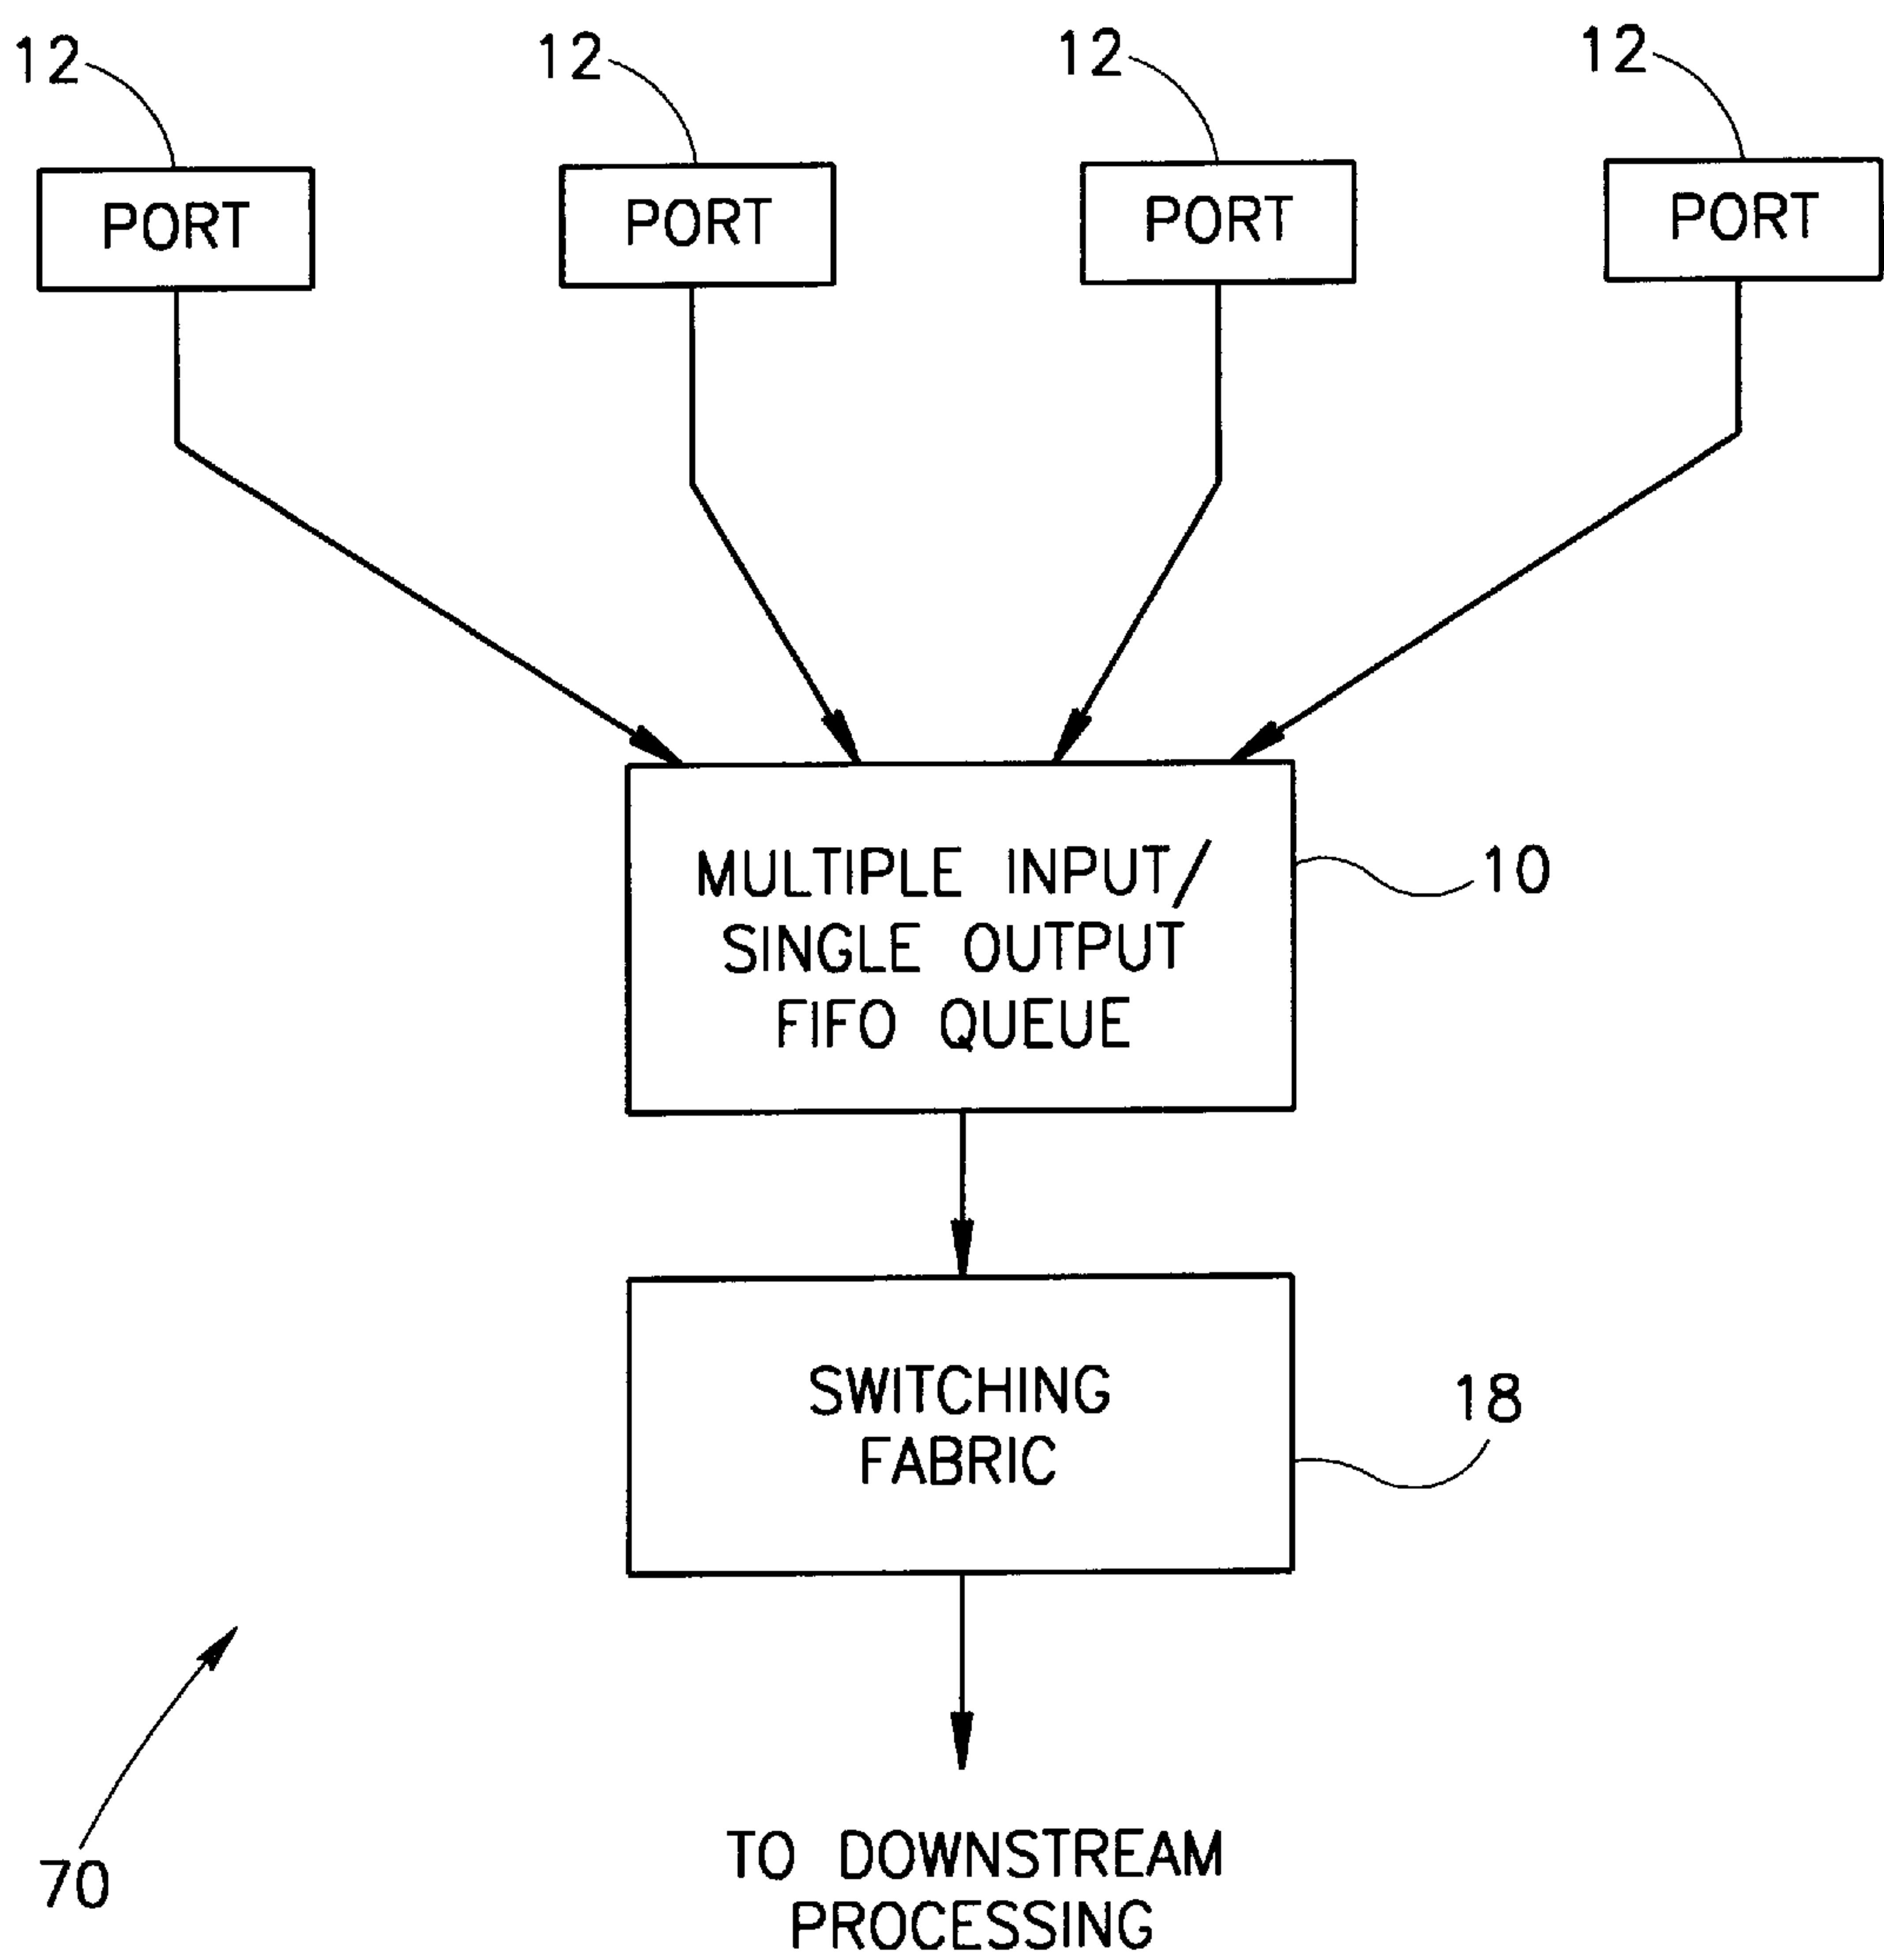 12 12 12 12
PORT PORT PORT PORT
MULTIPLE INPUT/
SINGLE OUTPUT
FIFO QUEUE
10
SWITCHING
FABRIC
18
70
TO DOWNSTREAM
PROCESSING